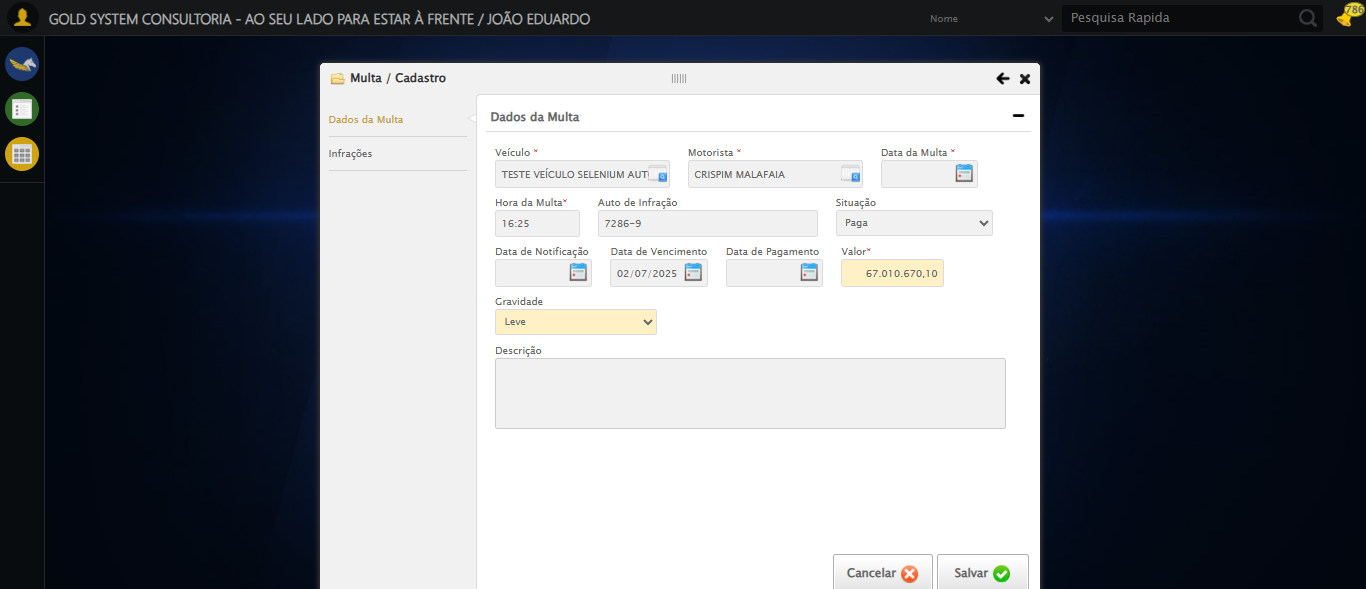 GOLD SYSTEM CONSULTORIA - AO SEU LADO PARA ESTAR À FRENTE / JOÃO EDUARDO
Nome
Pesquisa Rapida
786
Multa / Cadastro
Dados da Multa
Infrações
Dados da Multa
Veículo * Motorista * Data da Multa *
TESTE VEÍCULO SELENIUM AUT CRISPIM MALAFAIA
Hora da Multa* Auto de Infração Situação
16:25 7286-9 Paga
Data de Notificação Data de Vencimento Data de Pagamento Valor*
02/07/2025 67.010.670,10
Gravidade
Leve
Descrição
Cancelar Salvar